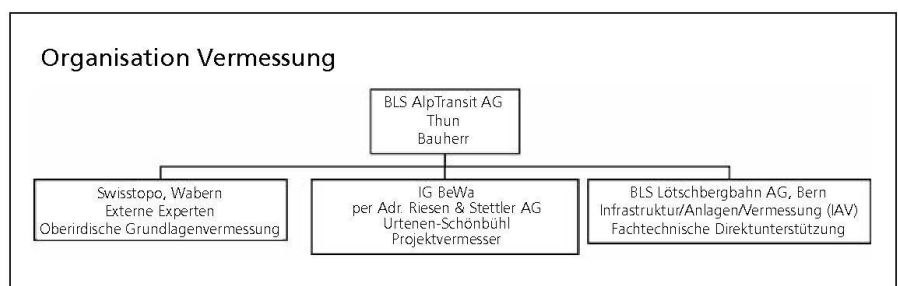 Organisation Vermessung
BLS AlpTransit AG
Thun
Bauherr
Swisstopo, Wabern
Externe Experten
Oberirdische Grundlagenvermessung
IG BeWa
per Adr. Riesen & Stettler AG
Urtenen-Schönbühl
Projektvermesser
BLS Lötschbergbahn AG, Bern
Infrastruktur/Anlagen/Vermessung (IAV)
Fachtechnische Direktunterstützung